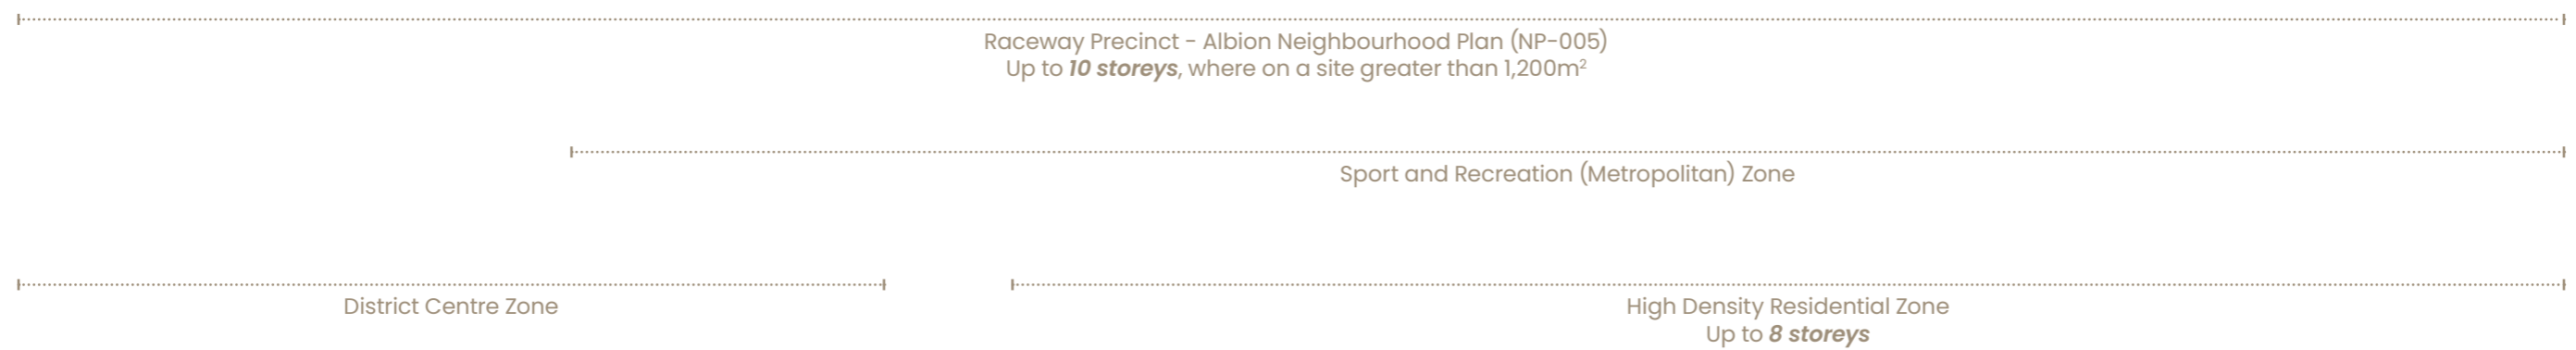 Raceway Precinct - Albion Neighbourhood Plan (NP-005)
Up to 10 storeys, where on a site greater than 1,200m²
Sport and Recreation (Metropolitan) Zone
District Centre Zone
High Density Residential Zone
Up to 8 storeys